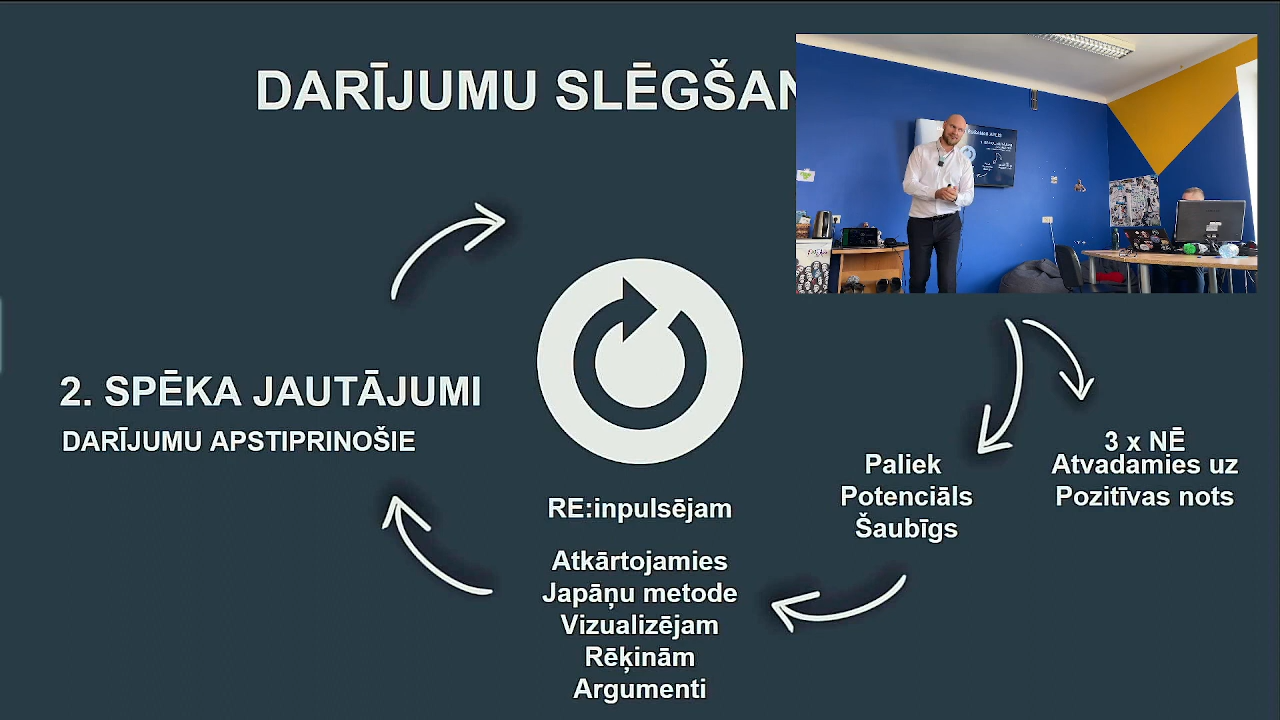 DARĪJUMU SLĒGŠAN
2. SPĒKA JAUTĀJUMI
DARĪJUMU APSTIPRINOŠIE
RE:inpulsējam
Atkārtojamies
Japāņu metode
Vizualizējam
Rēķinām
Argumenti
Paliek
Potenciāls
Šaubīgs
3 x NĒ
Atvadamies uz
Pozitīvas nots